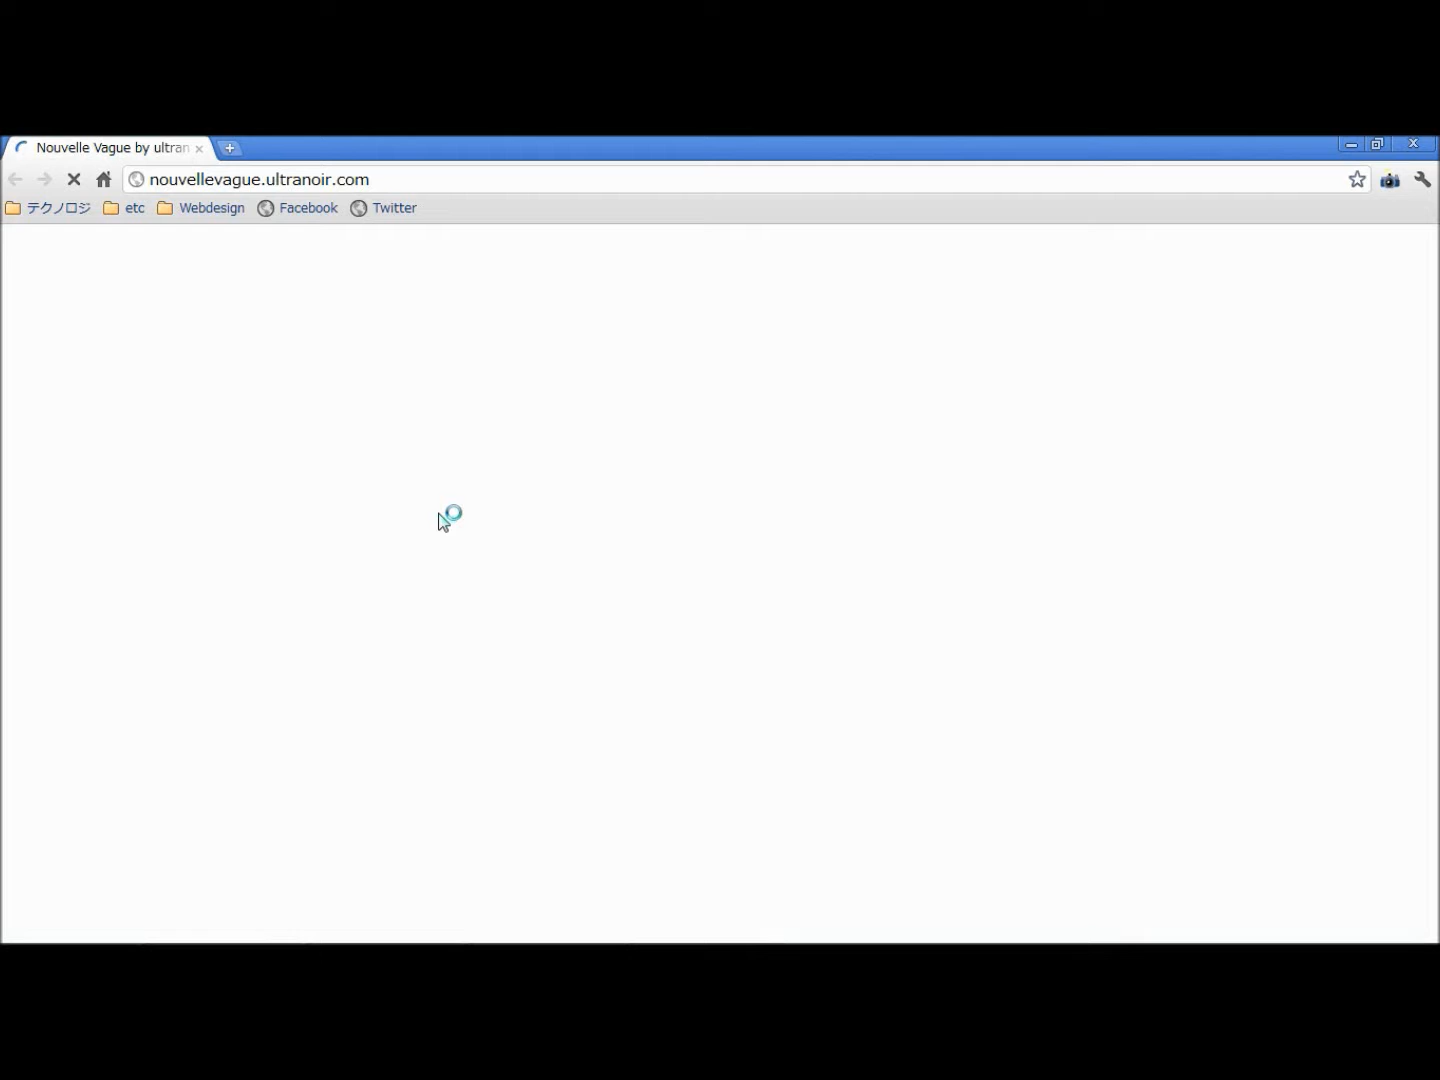 Nouvelle Vague by ultran
nouvellevague.ultranoir.com
テクノロジ etc Webdesign Facebook Twitter